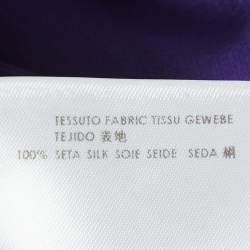 TESSUTO FABRIC TISSU GEWEBE
TEJIDO 表地
100% SETA SILK SOIE SEIDE SEDA 絹